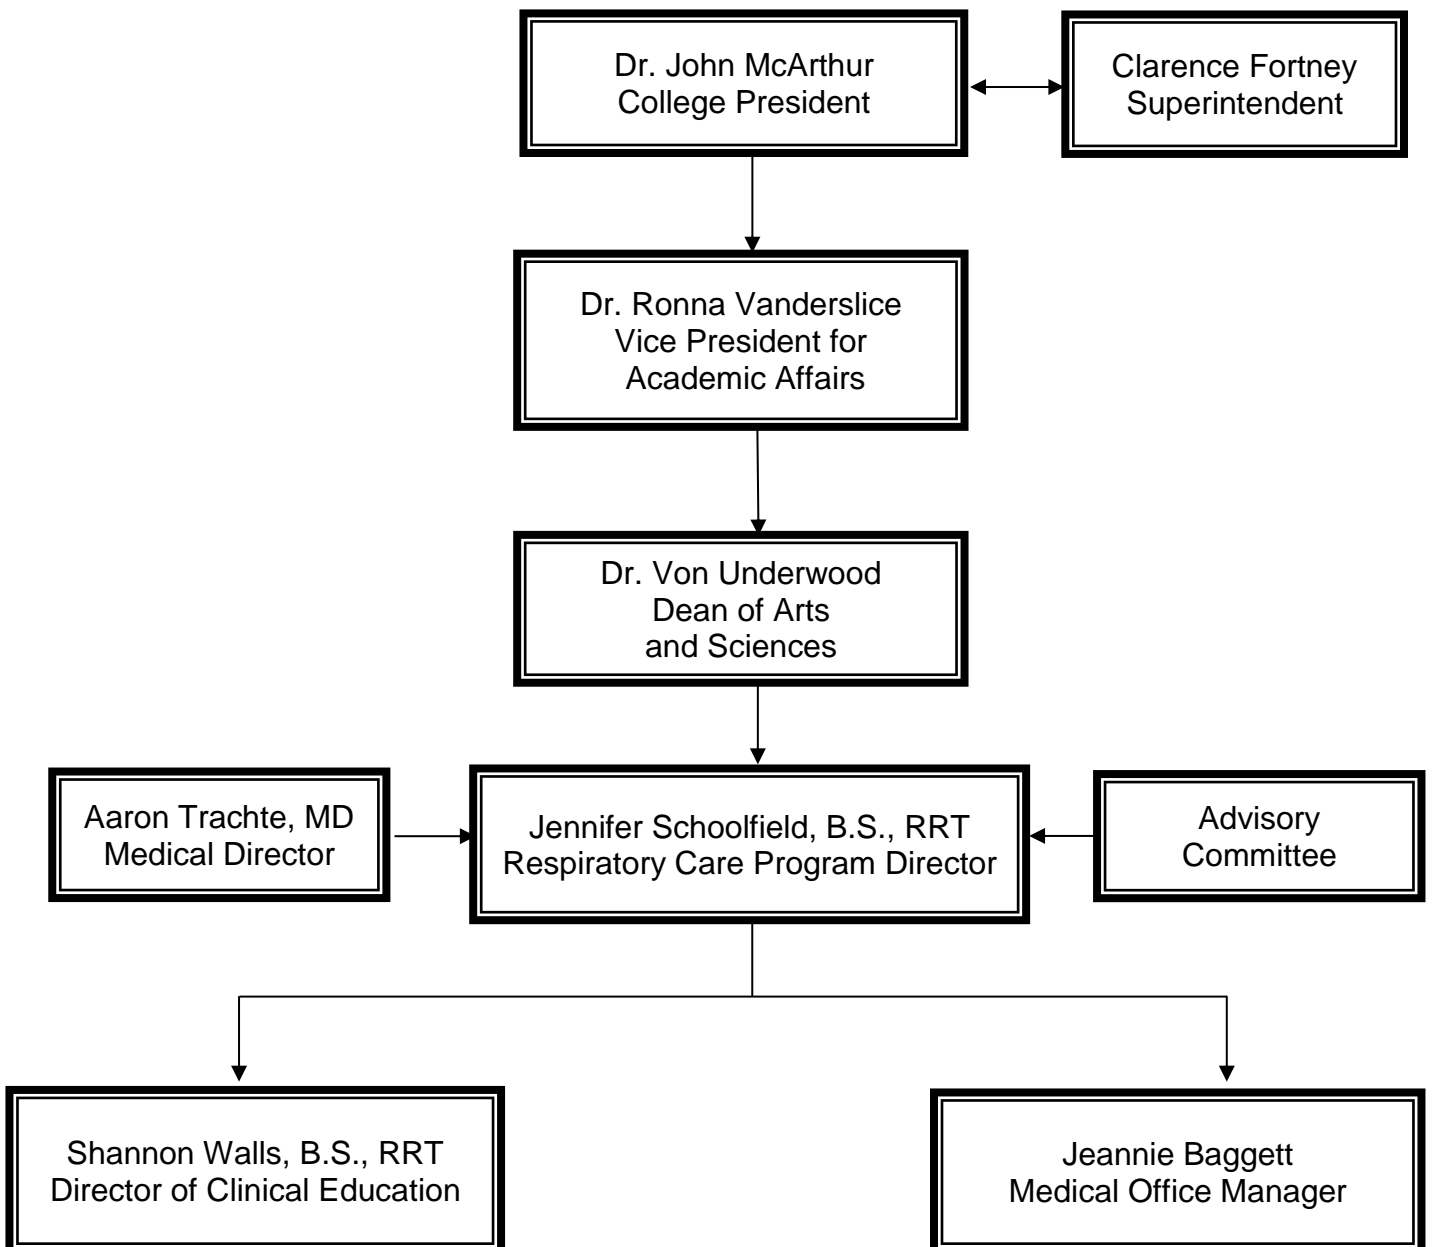 Dr. John McArthur
College President
Clarence Fortney
Superintendent
Dr. Ronna Vanderslice
Vice President for
Academic Affairs
Dr. Von Underwood
Dean of Arts
and Sciences
Aaron Trachte, MD
Medical Director
Jennifer Schoolfield, B.S., RRT
Respiratory Care Program Director
Advisory
Committee
Shannon Walls, B.S., RRT
Director of Clinical Education
Jeannie Baggett
Medical Office Manager